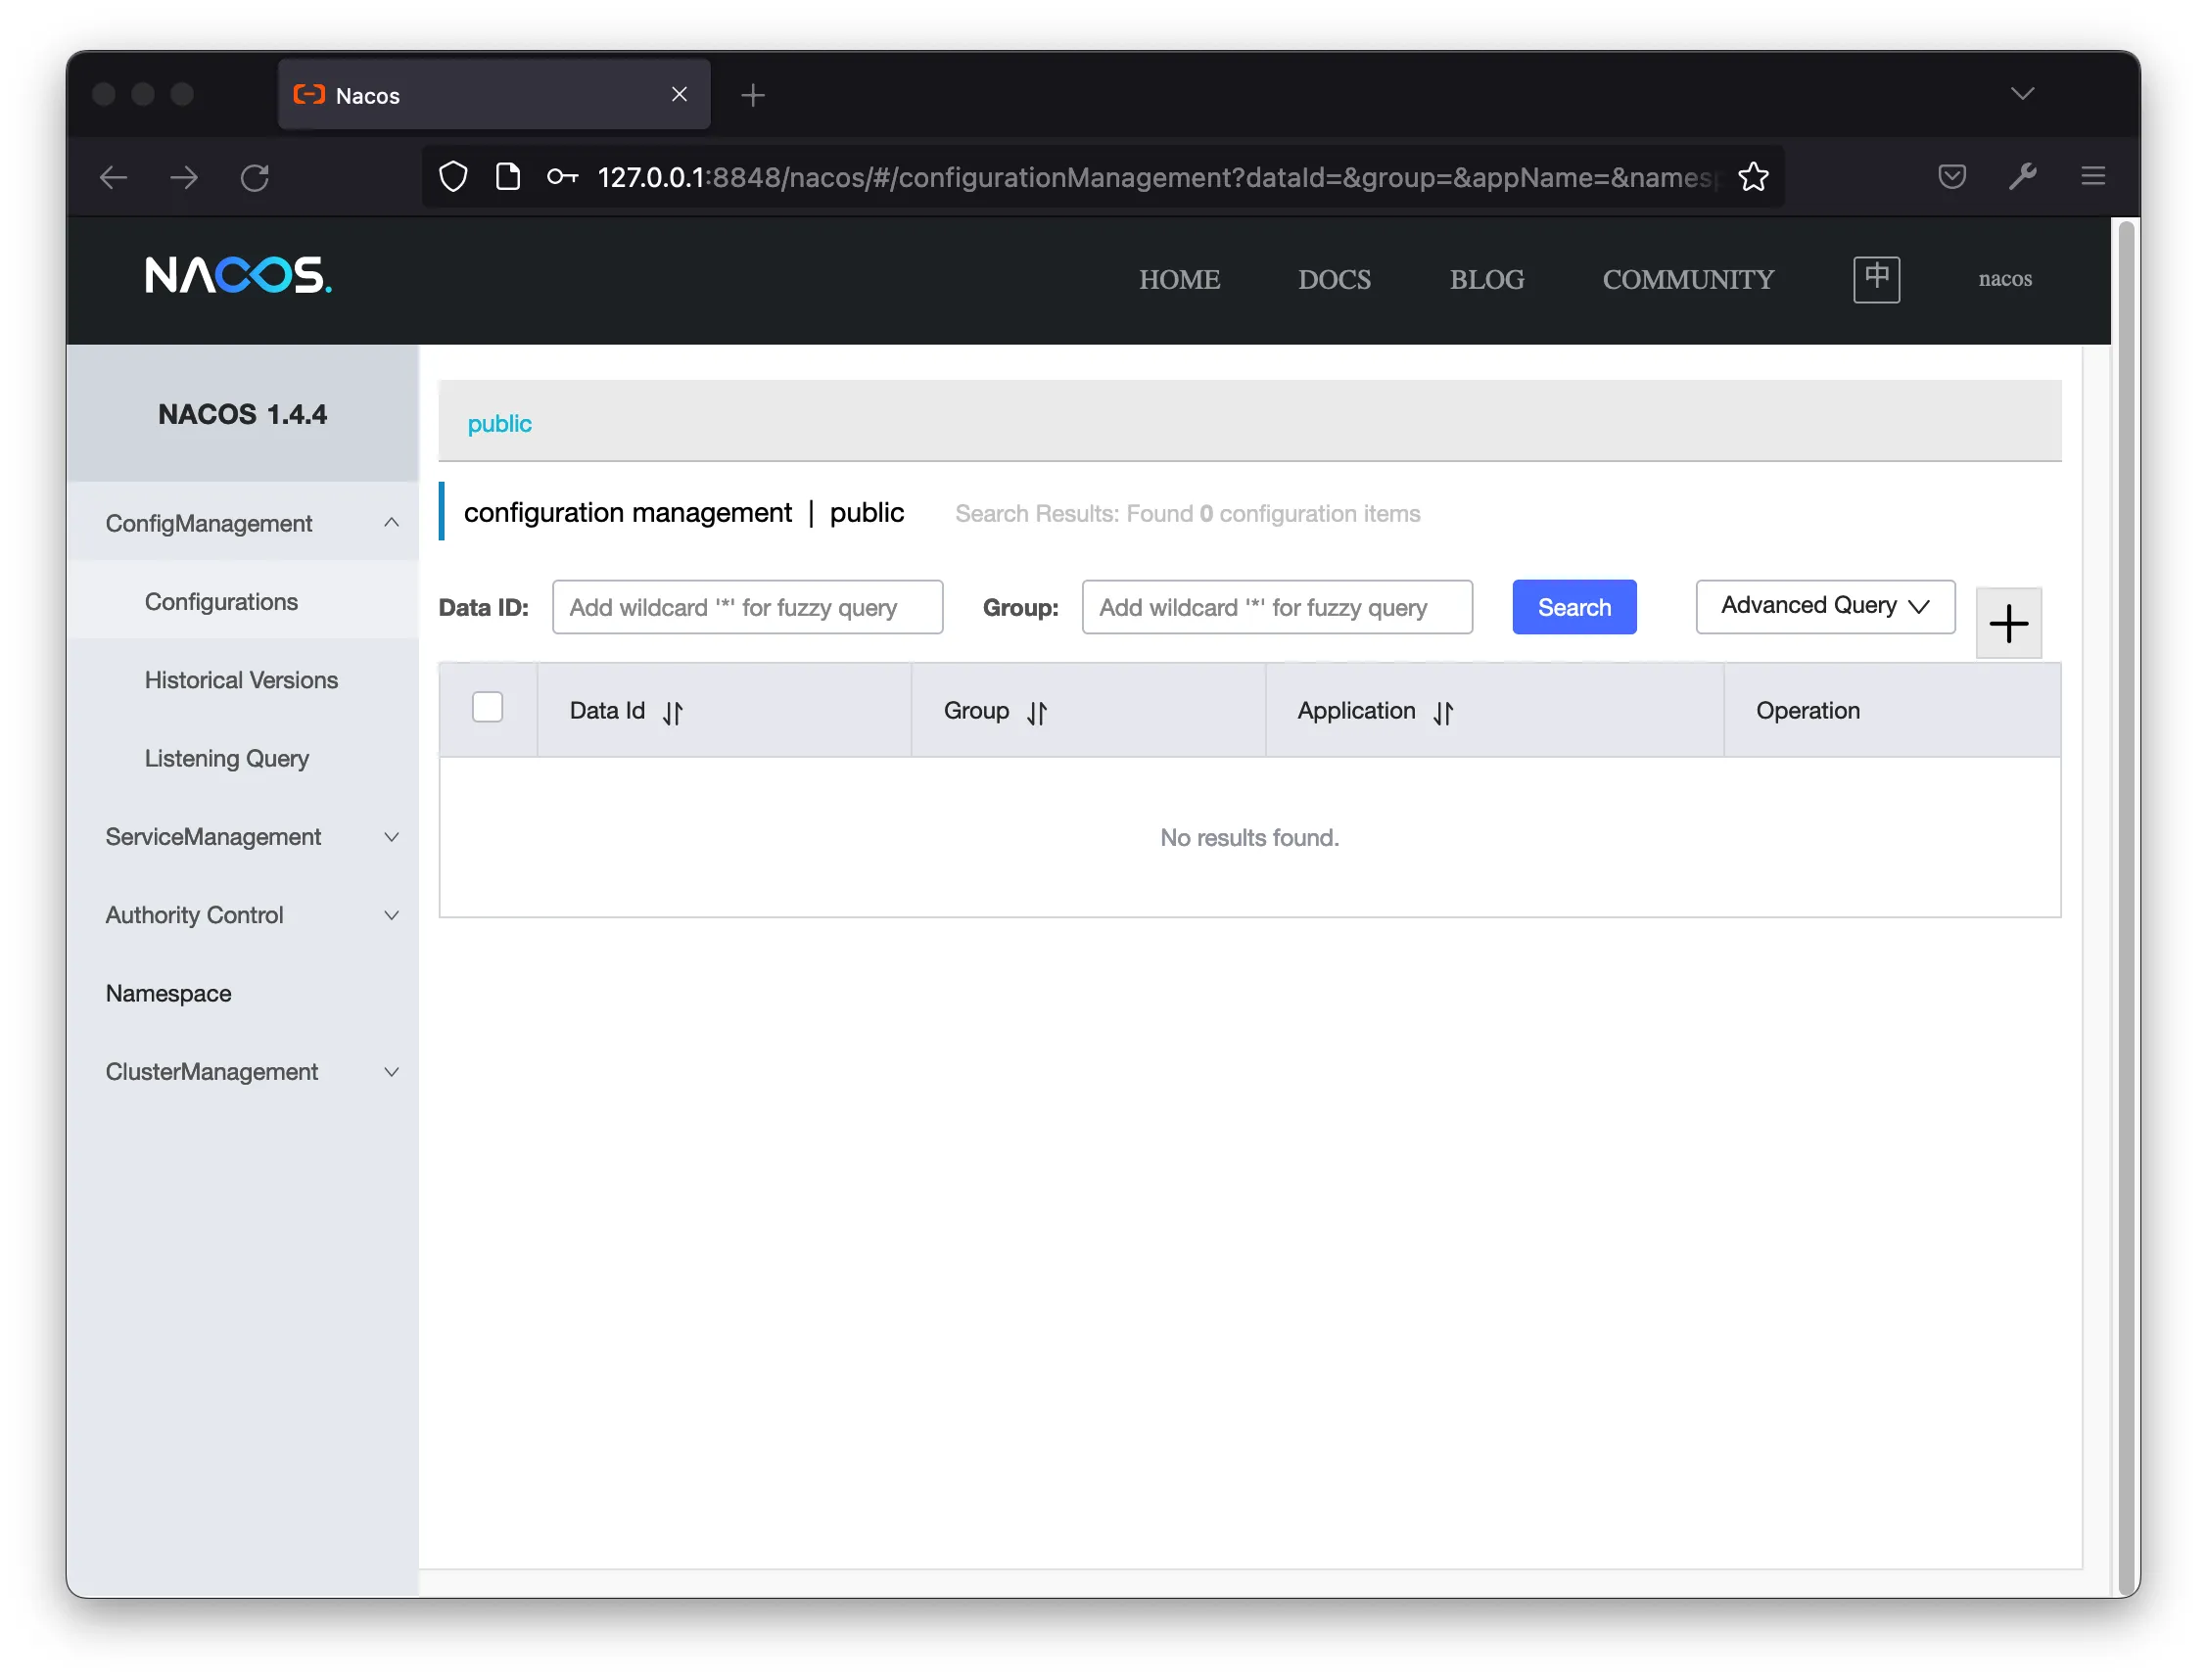 Nacos
127.0.0.1:8848/nacos/#/configurationManagement?dataId=&group=&appName=&namesp
NACOS.
HOME DOCS BLOG COMMUNITY 中 nacos
NACOS 1.4.4
ConfigManagement
Configurations
Historical Versions
Listening Query
ServiceManagement
Authority Control
Namespace
ClusterManagement
public
configuration management | public Search Results: Found 0 configuration items
Data ID: Add wildcard '*' for fuzzy query Group: Add wildcard '*' for fuzzy query Search Advanced Query
Data Id Group Application Operation
No results found.